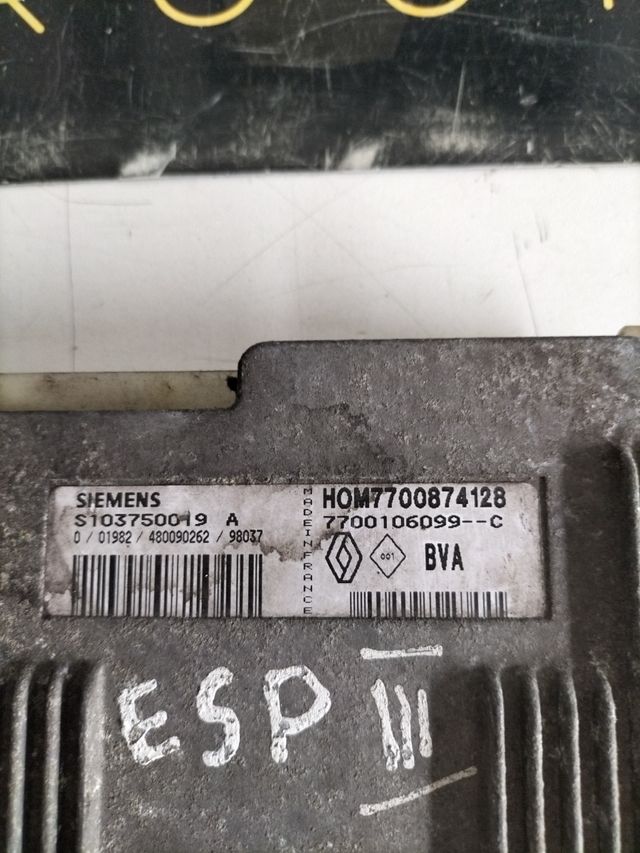 SIEMENS
S103750019 A
0 / 01982 / 480090262 / 98037
MADE IN FRANCE
HOM7700874128
7700106099--C
001
BVA
ESP III